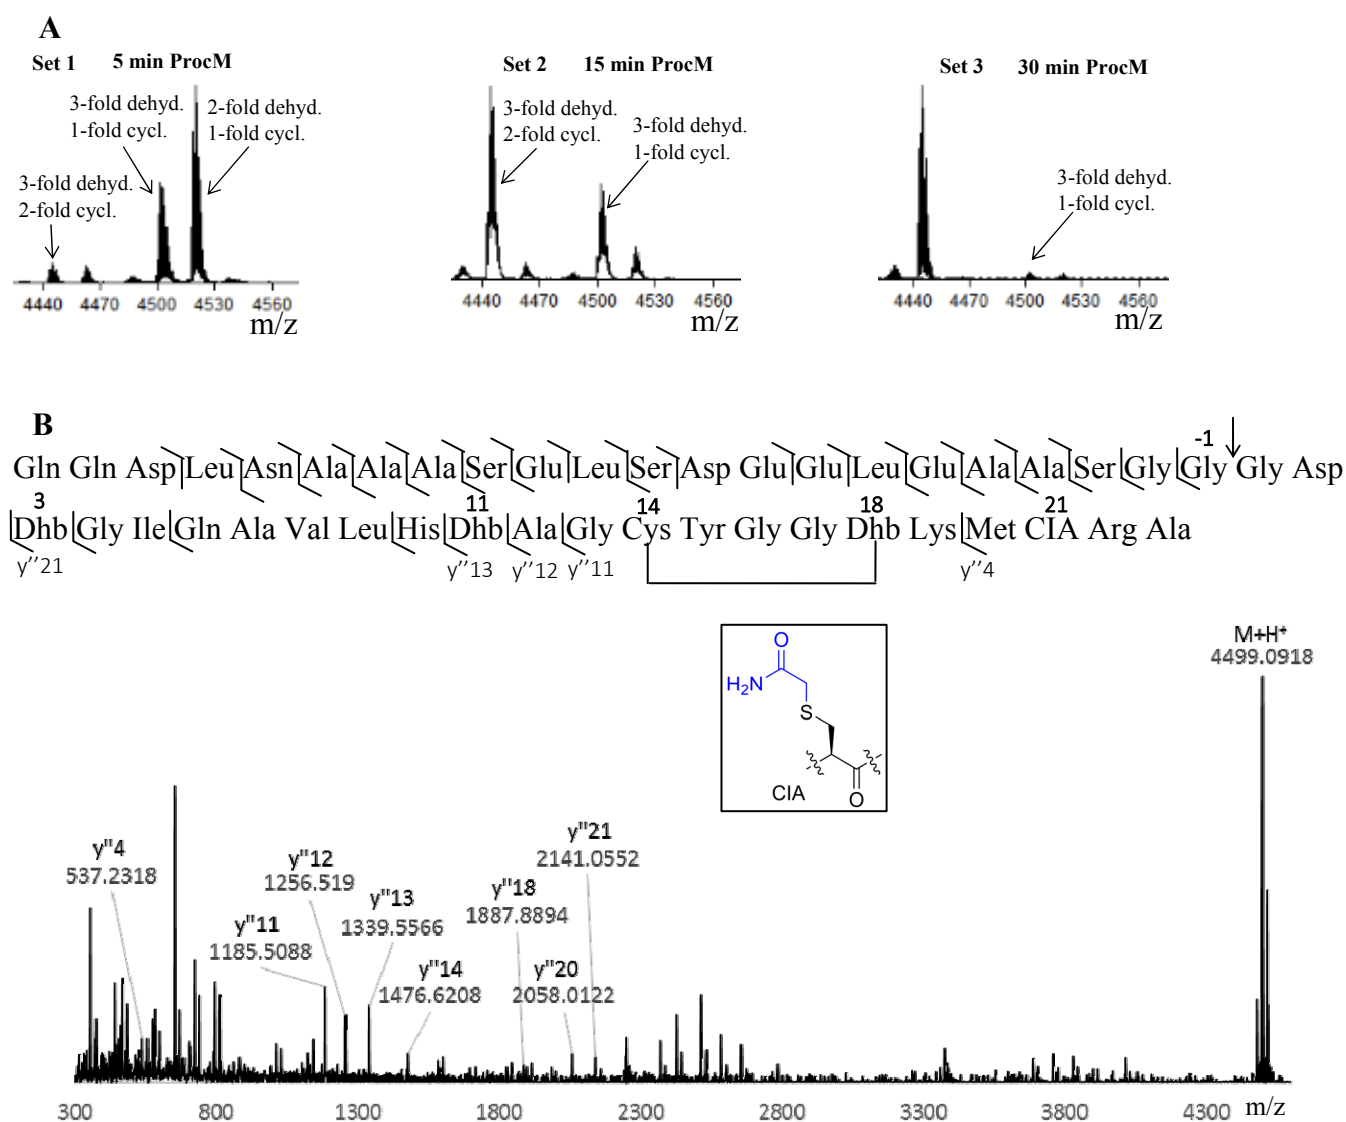 A
Set 1 5 min ProcM
3-fold dehyd.
1-fold cycl.
2-fold dehyd.
1-fold cycl.
3-fold dehyd.
2-fold cycl.
4440 4470 4500 4530 4560
m/z
Set 2 15 min ProcM
3-fold dehyd.
2-fold cycl.
3-fold dehyd.
1-fold cycl.
4440 4470 4500 4530 4560
m/z
Set 3 30 min ProcM
3-fold dehyd.
1-fold cycl.
4440 4470 4500 4530 4560
m/z
B
-1
Gln Gln Asp Leu Asn Ala Ala Ala Ser Glu Leu Ser Asp Glu Glu Leu Glu Ala Ala Ser Gly Gly Gly Asp
3 11 14 18 21
Dhb Gly Ile Gln Ala Val Leu His Dhb Ala Gly Cys Tyr Gly Gly Dhb Lys Met CIA Arg Ala
y''21 y''13 y''12 y''11 y''4
O
H2N
S
CIA
O
M+H+
4499.0918
y"4
537.2318
y"11
1185.5088
y"12
1256.519
y"13
1339.5566
y"14
1476.6208
y"18
1887.8894
y"20
2058.0122
y"21
2141.0552
300 800 1300 1800 2300 2800 3300 3800 4300 m/z